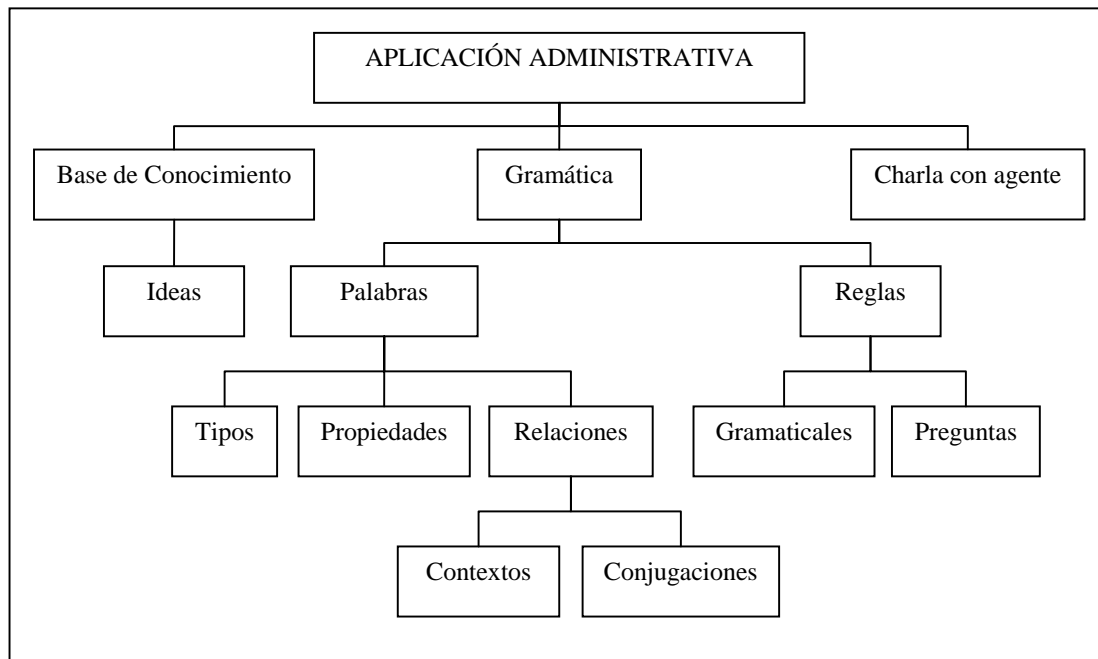 APLICACIÓN ADMINISTRATIVA
Base de Conocimiento
Gramática
Charla con agente
Ideas
Palabras
Reglas
Tipos
Propiedades
Relaciones
Gramaticales
Preguntas
Contextos
Conjugaciones